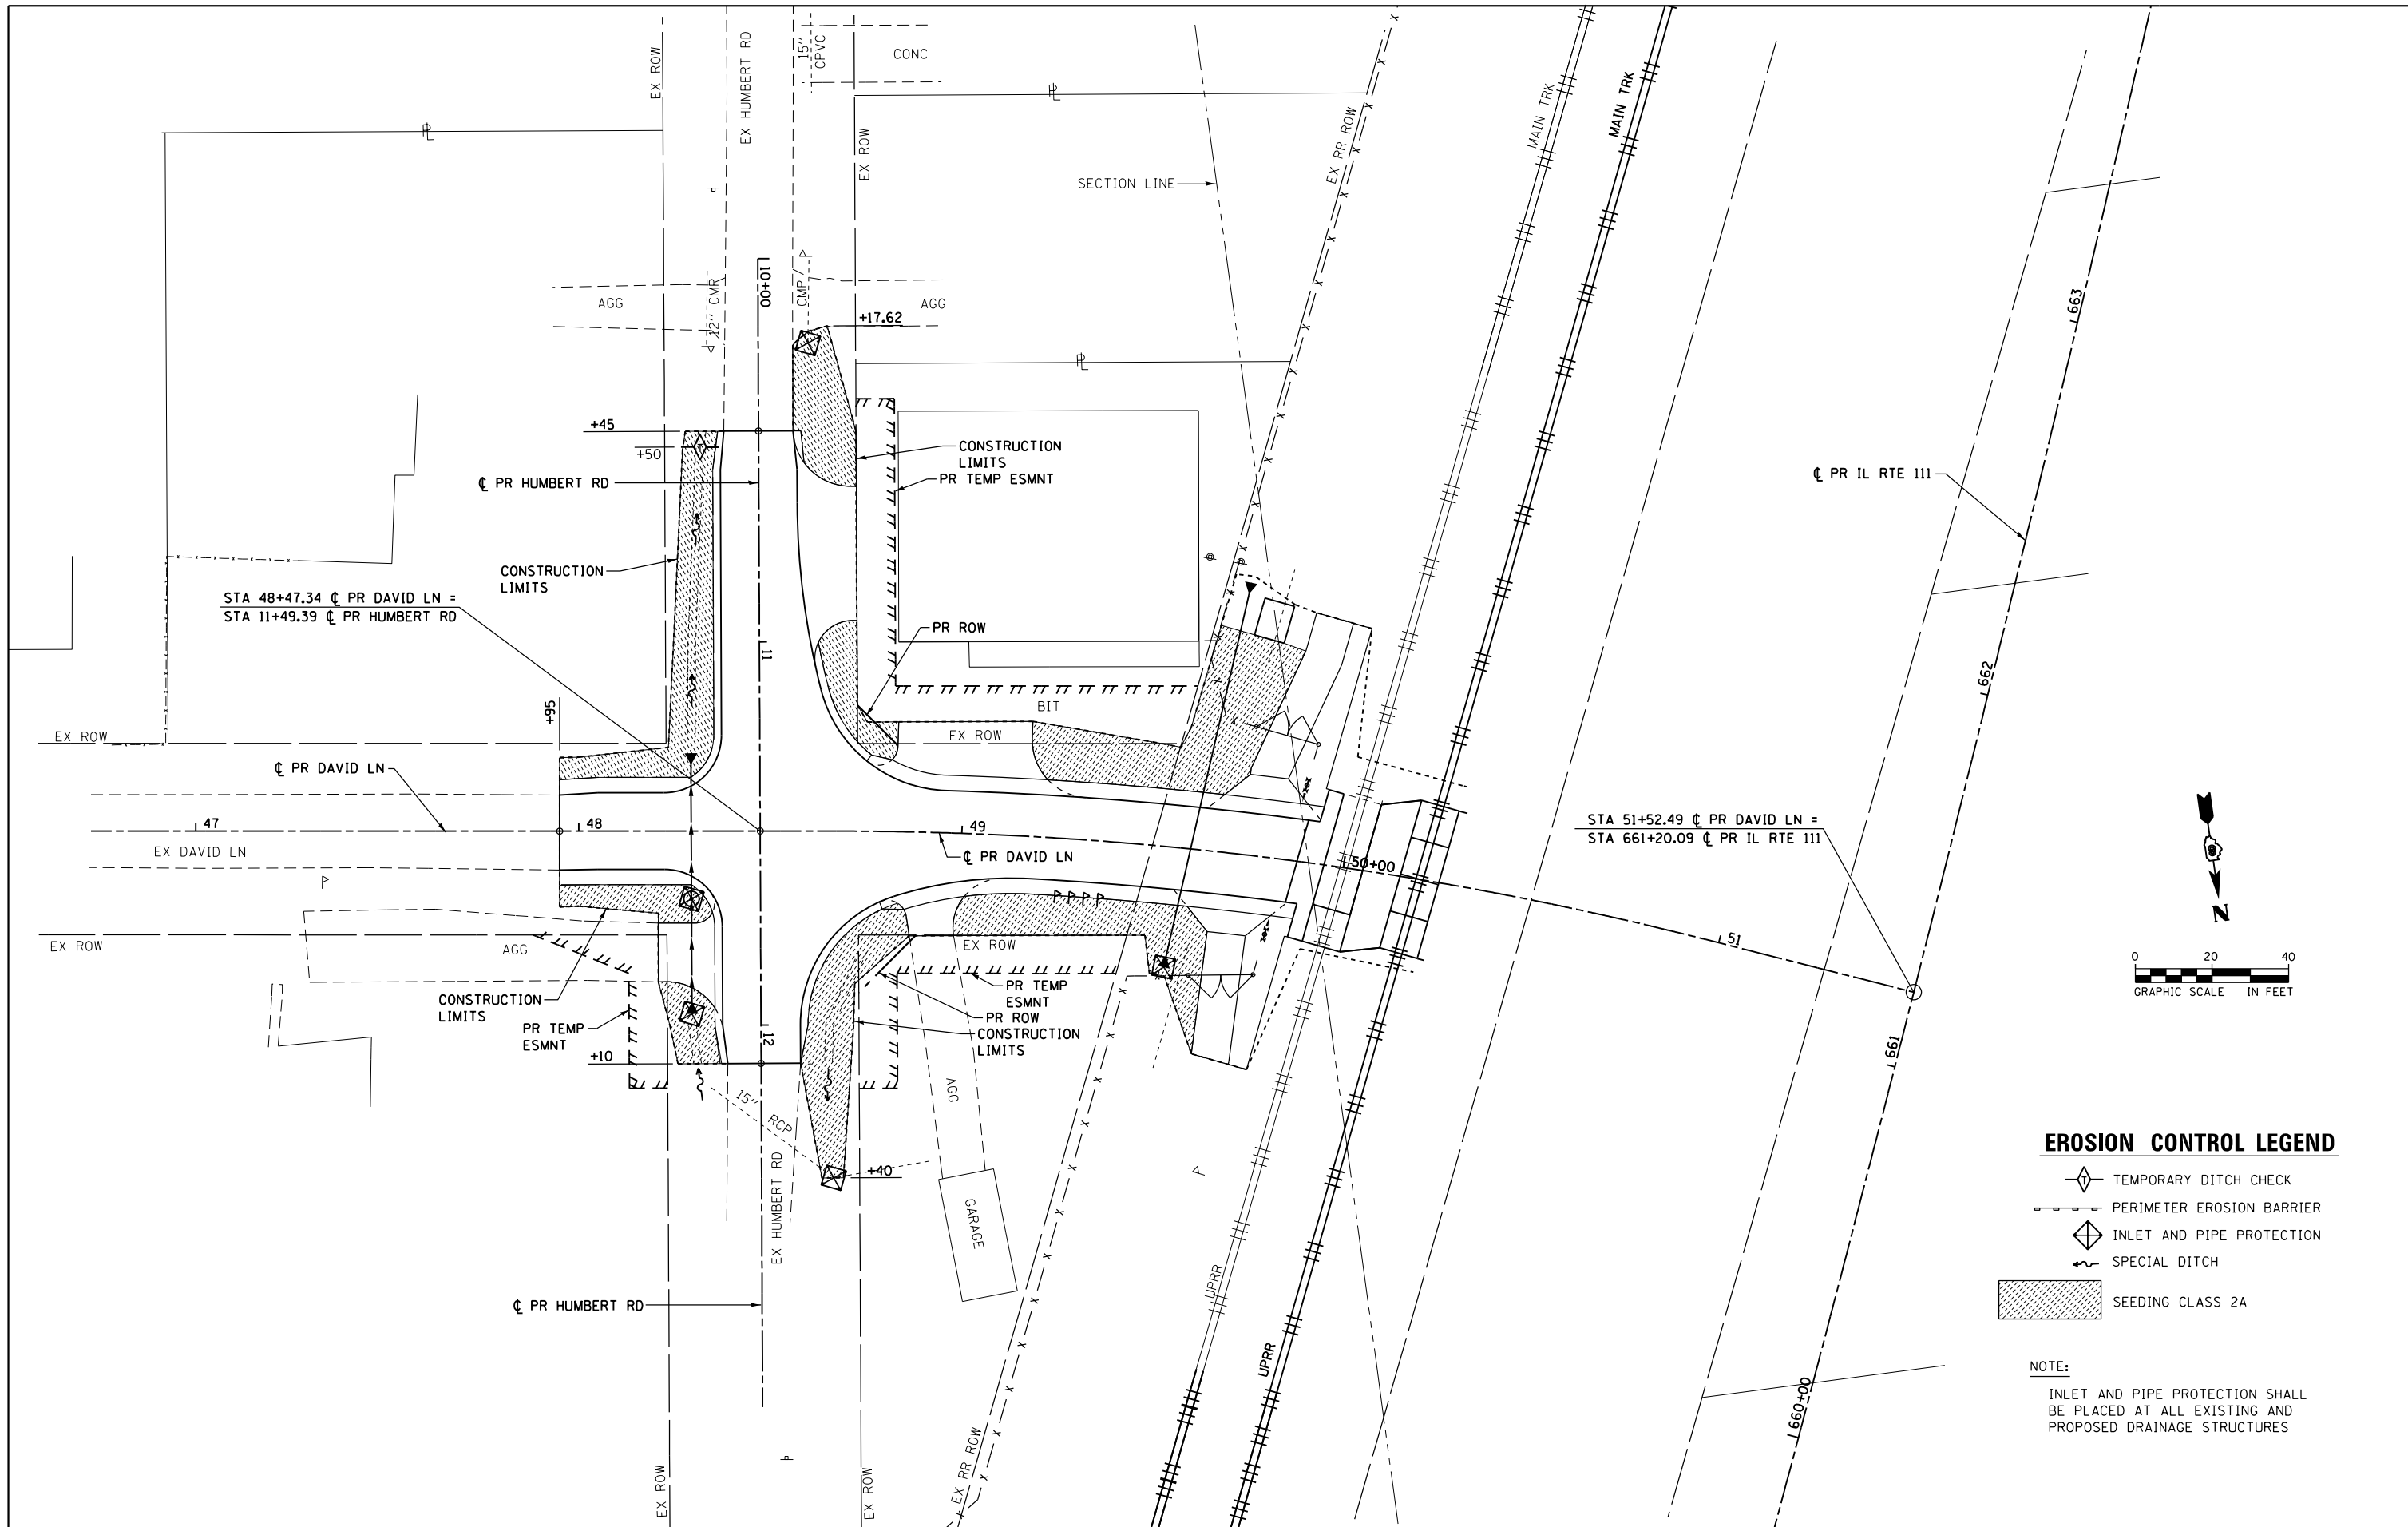 EX ROW
EX HUMBERT RD
15"
CPVC
CONC
EX ROW
℄ 
EX RR ROW
MAIN TRK
MAIN TRK
SECTION LINE
AGG
12" CMP
10+00
CMP
AGG
+17.62
663
+45
+50
CONSTRUCTION
LIMITS
PR TEMP ESMNT
℄ PR HUMBERT RD
℄ PR IL RTE 111
CONSTRUCTION
LIMITS
STA 48+47.34 ℄ PR DAVID LN =
STA 11+49.39 ℄ PR HUMBERT RD
PR ROW
11
662
+95
BIT
EX ROW
EX ROW
℄ PR DAVID LN
47
48
49
EX DAVID LN
℄ PR DAVID LN
50+00
STA 51+52.49 ℄ PR DAVID LN =
STA 661+20.09 ℄ PR IL RTE 111
N
EX ROW
AGG
EX ROW
51
0 20 40
GRAPHIC SCALE IN FEET
CONSTRUCTION
LIMITS
PR TEMP
ESMNT
PR TEMP
ESMNT
PR ROW
CONSTRUCTION
LIMITS
12
+10
661
15" RCP
AGG
+40
EX HUMBERT RD
GARAGE
EROSION CONTROL LEGEND
T TEMPORARY DITCH CHECK
PERIMETER EROSION BARRIER
INLET AND PIPE PROTECTION
SPECIAL DITCH
SEEDING CLASS 2A
UPRR
UPRR
℄ PR HUMBERT RD
660+00
NOTE:
INLET AND PIPE PROTECTION SHALL
BE PLACED AT ALL EXISTING AND
PROPOSED DRAINAGE STRUCTURES
EX ROW
EX ROW
EX RR ROW